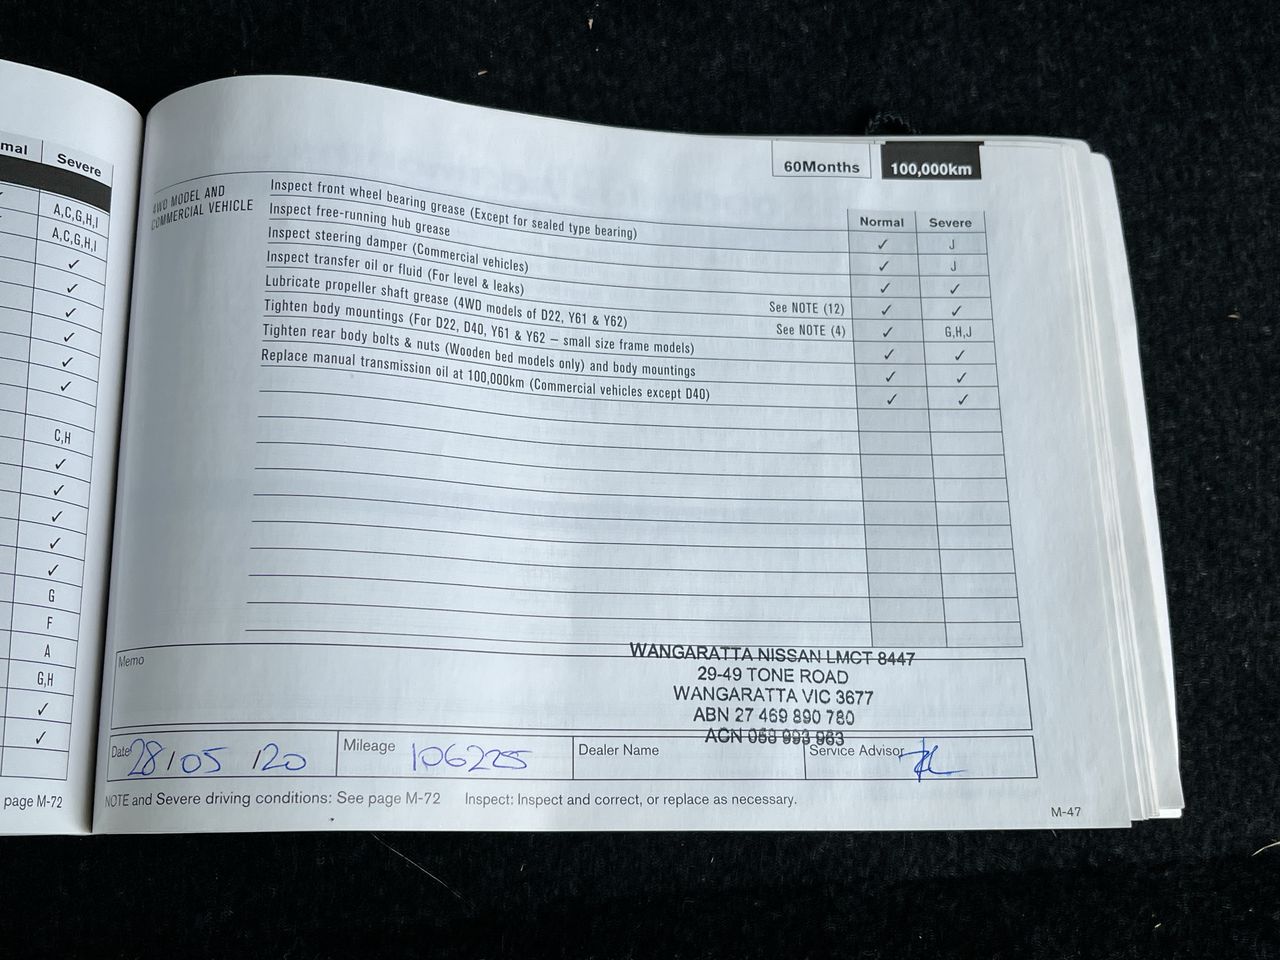 mal Severe
A,C,G,H,I
A,C,G,H,I
✓
✓
✓
✓
✓
✓
C,H
✓
✓
✓
✓
✓
G
F
A
G,H
✓
✓
page M-72
60Months 100,000km
4WD MODEL AND
COMMERCIAL VEHICLE
Normal Severe
Inspect front wheel bearing grease (Except for sealed type bearing) ✓ J
Inspect free-running hub grease ✓ J
Inspect steering damper (Commercial vehicles) ✓ ✓
Inspect transfer oil or fluid (For level & leaks) See NOTE (12) ✓ ✓
Lubricate propeller shaft grease (4WD models of D22, Y61 & Y62) See NOTE (4) ✓ G,H,J
Tighten body mountings (For D22, D40, Y61 & Y62 – small size frame models) ✓ ✓
Tighten rear body bolts & nuts (Wooden bed models only) and body mountings ✓ ✓
Replace manual transmission oil at 100,000km (Commercial vehicles except D40) ✓ ✓
Memo
WANGARATTA NISSAN LMCT 8447
29-49 TONE ROAD
WANGARATTA VIC 3677
ABN 27 469 890 780
ACN 058 993 963
Date 28/05/20 Mileage 106225 Dealer Name Service Advisor
NOTE and Severe driving conditions: See page M-72 Inspect: Inspect and correct, or replace as necessary.
M-47